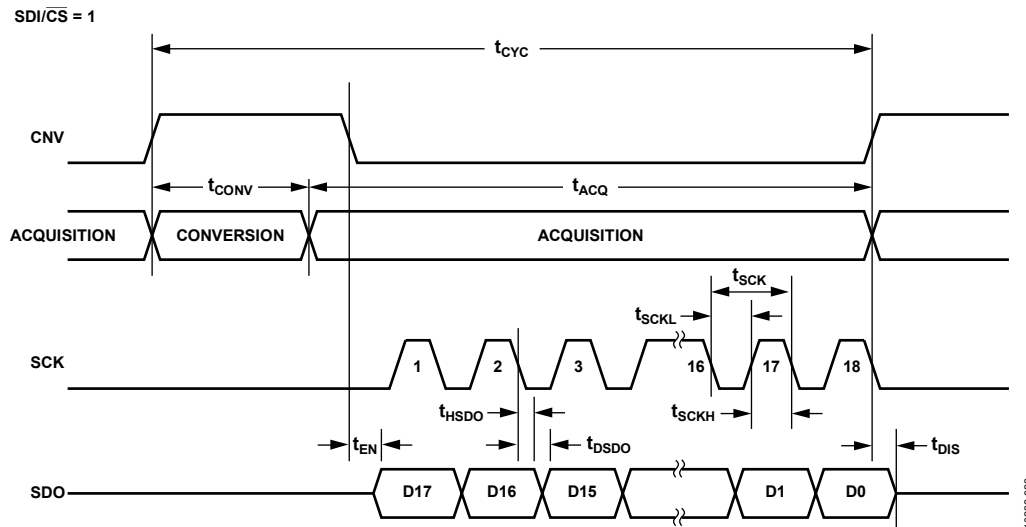 SDI/CS = 1
tCYC
CNV
tCONV
tACQ
ACQUISITION
CONVERSION
ACQUISITION
tSCK
tSCKL
SCK
1
2
3
16
17
18
tHSDO
tSCKH
tEN
tDSDO
tDIS
SDO
D17
D16
D15
D1
D0